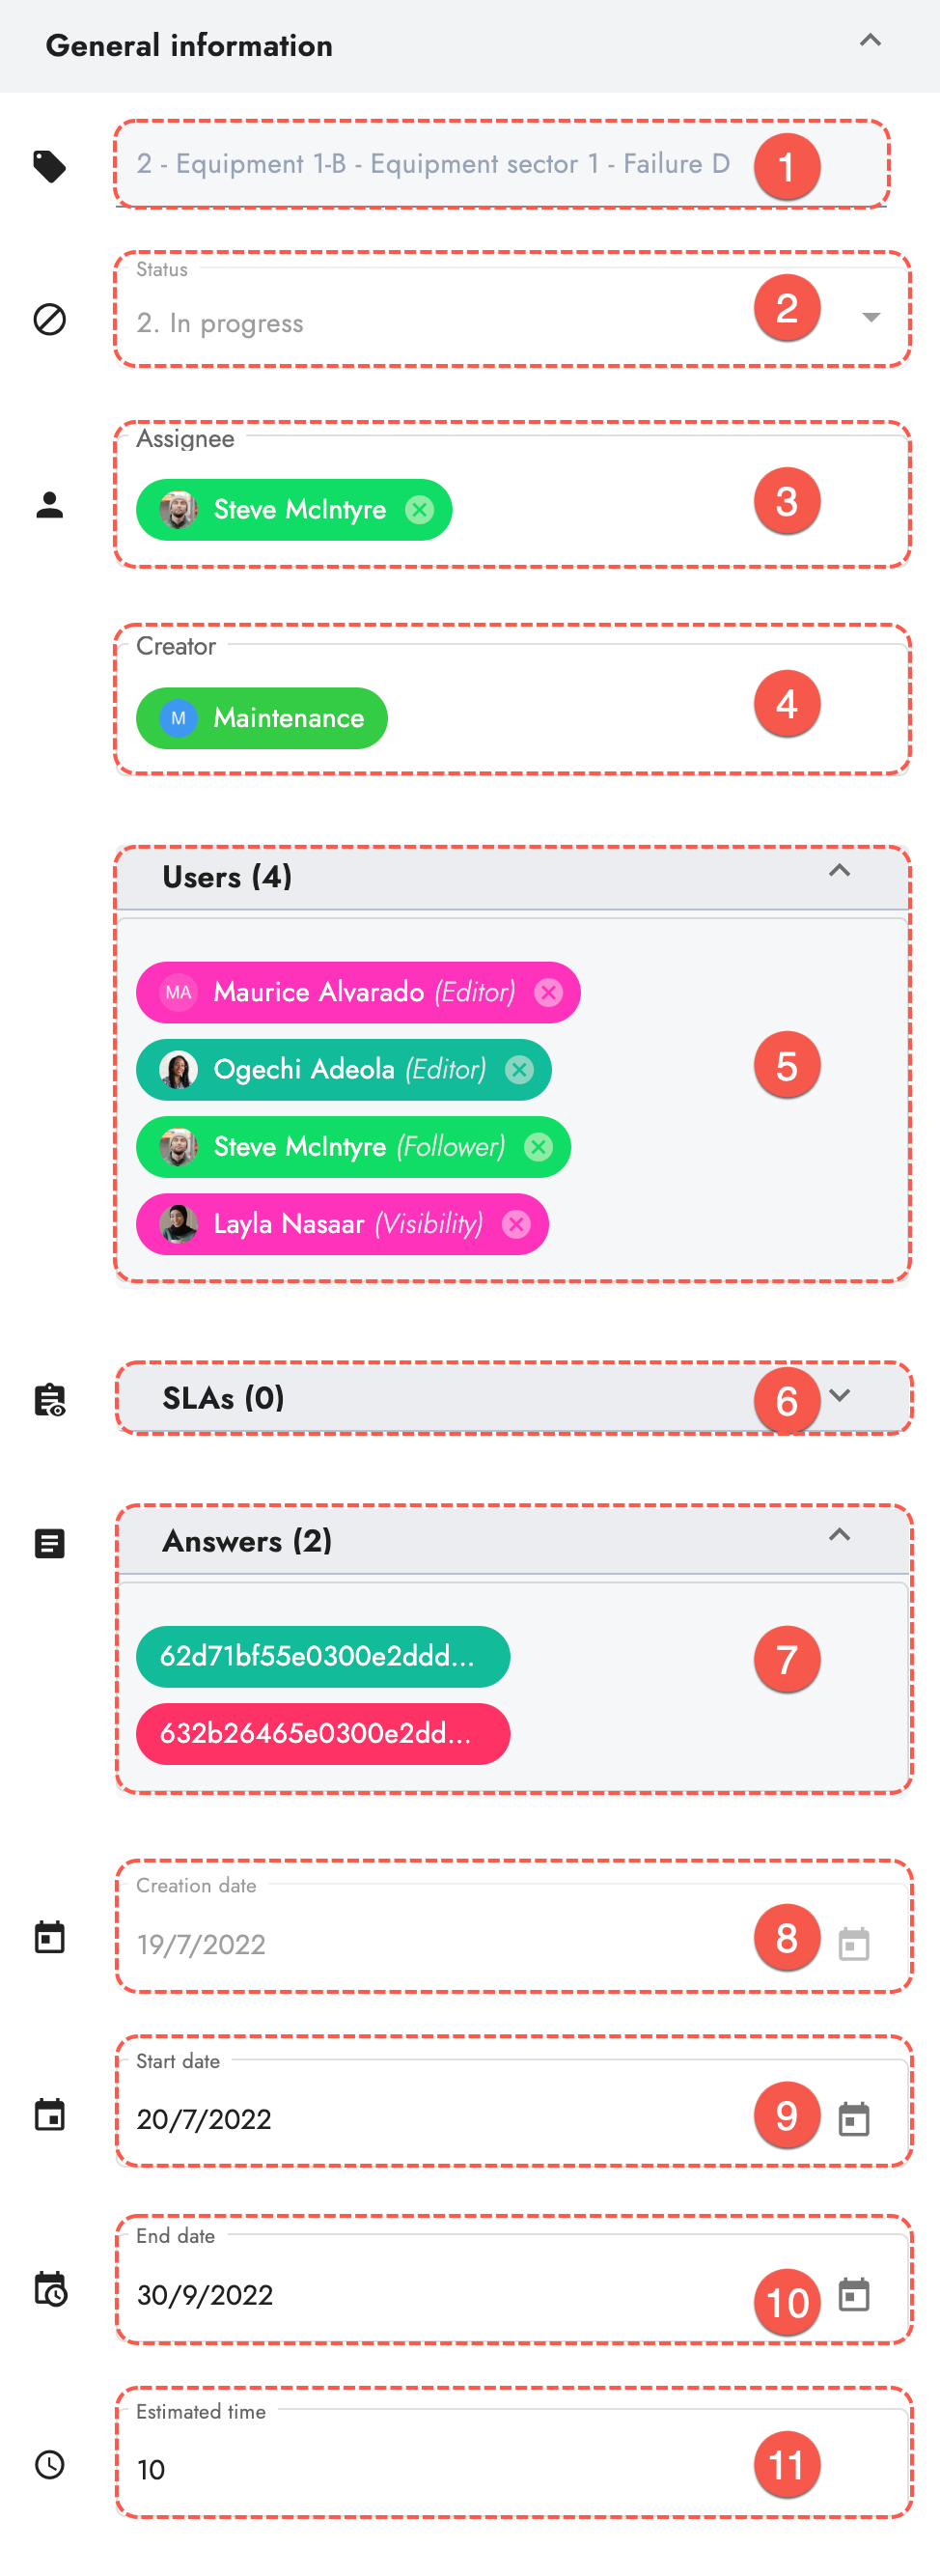 General information
2 - Equipment 1-B - Equipment sector 1 - Failure D
1
Status
2. In progress
2
Assignee
Steve McIntyre
3
Creator
M Maintenance
4
Users (4)
MA Maurice Alvarado (Editor)
Ogechi Adeola (Editor)
5
Steve McIntyre (Follower)
Layla Nasaar (Visibility)
SLAs (0)
6
Answers (2)
62d71bf55e0300e2ddd...
7
632b26465e0300e2dd...
Creation date
19/7/2022
8
Start date
20/7/2022
9
End date
30/9/2022
10
Estimated time
10
11